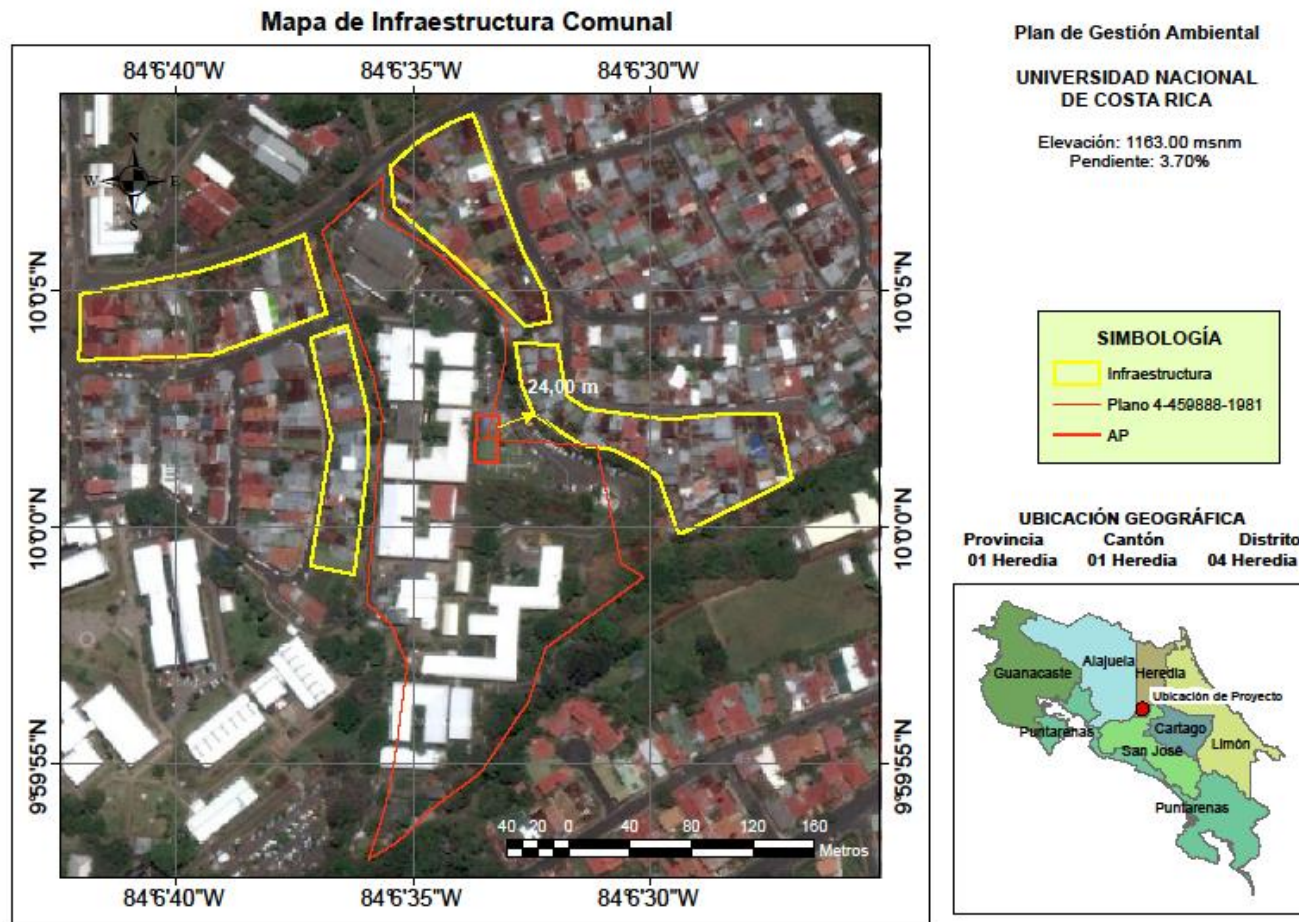 Mapa de Infraestructura Comunal
84°6'40"W 84°6'35"W 84°6'30"W
N
W E
S
10°0'5"N 10°0'5"N
24,00 m
10°0'0"N 10°0'0"N
9°59'55"N 9°59'55"N
40 20 0 40 80 120 160
Metros
84°6'40"W 84°6'35"W 84°6'30"W
Plan de Gestión Ambiental
UNIVERSIDAD NACIONAL
DE COSTA RICA
Elevación: 1163.00 msnm
Pendiente: 3.70%
SIMBOLOGÍA
Infraestructura
Plano 4-459888-1981
AP
UBICACIÓN GEOGRÁFICA
Provincia Cantón Distrito
01 Heredia 01 Heredia 04 Heredia
Alajuela
Guanacaste
Heredia
Ubicación de Proyecto
Puntarenas
Cartago
San José
Limón
Puntarenas